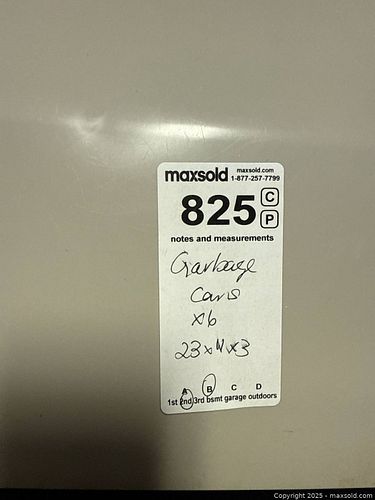 maxsold
maxsold.com
1-877-257-7799
825
C
P
notes and measurements
Garbage
Cans
x6
A B C D
1st 2nd 3rd bsmt garage outdoors
Copyright © 2025 - maxsold.com